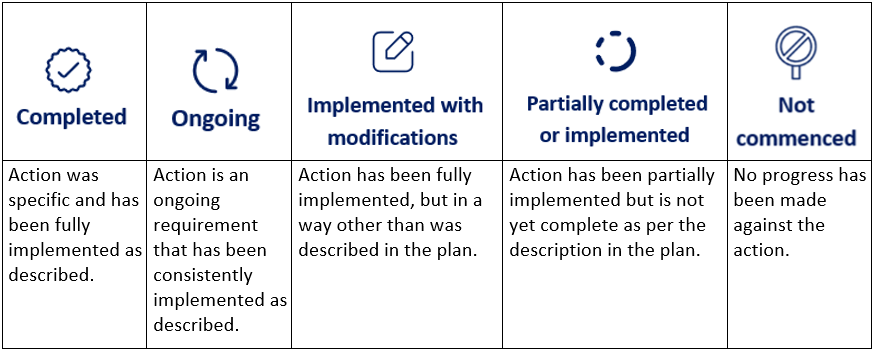 Completed
Ongoing
Implemented with
modifications
Partially completed
or implemented
Not
commenced
Action was
specific and has
been fully
implemented as
described.
Action is an
ongoing
requirement
that has been
consistently
implemented as
described.
Action has been fully
implemented, but in a
way other than was
described in the plan.
Action has been partially
implemented but is not
yet complete as per the
description in the plan.
No progress has
been made
against the
action.